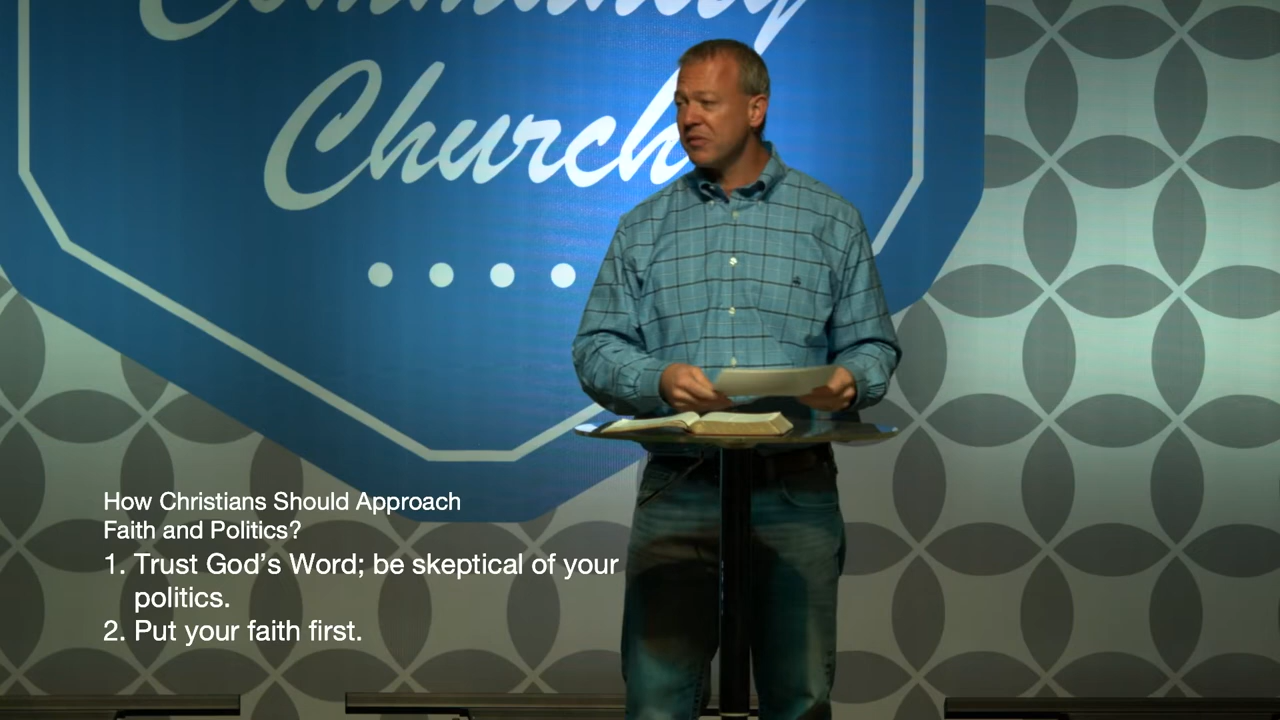 Community
Church
How Christians Should Approach
Faith and Politics?
1. Trust God’s Word; be skeptical of your
politics.
2. Put your faith first.